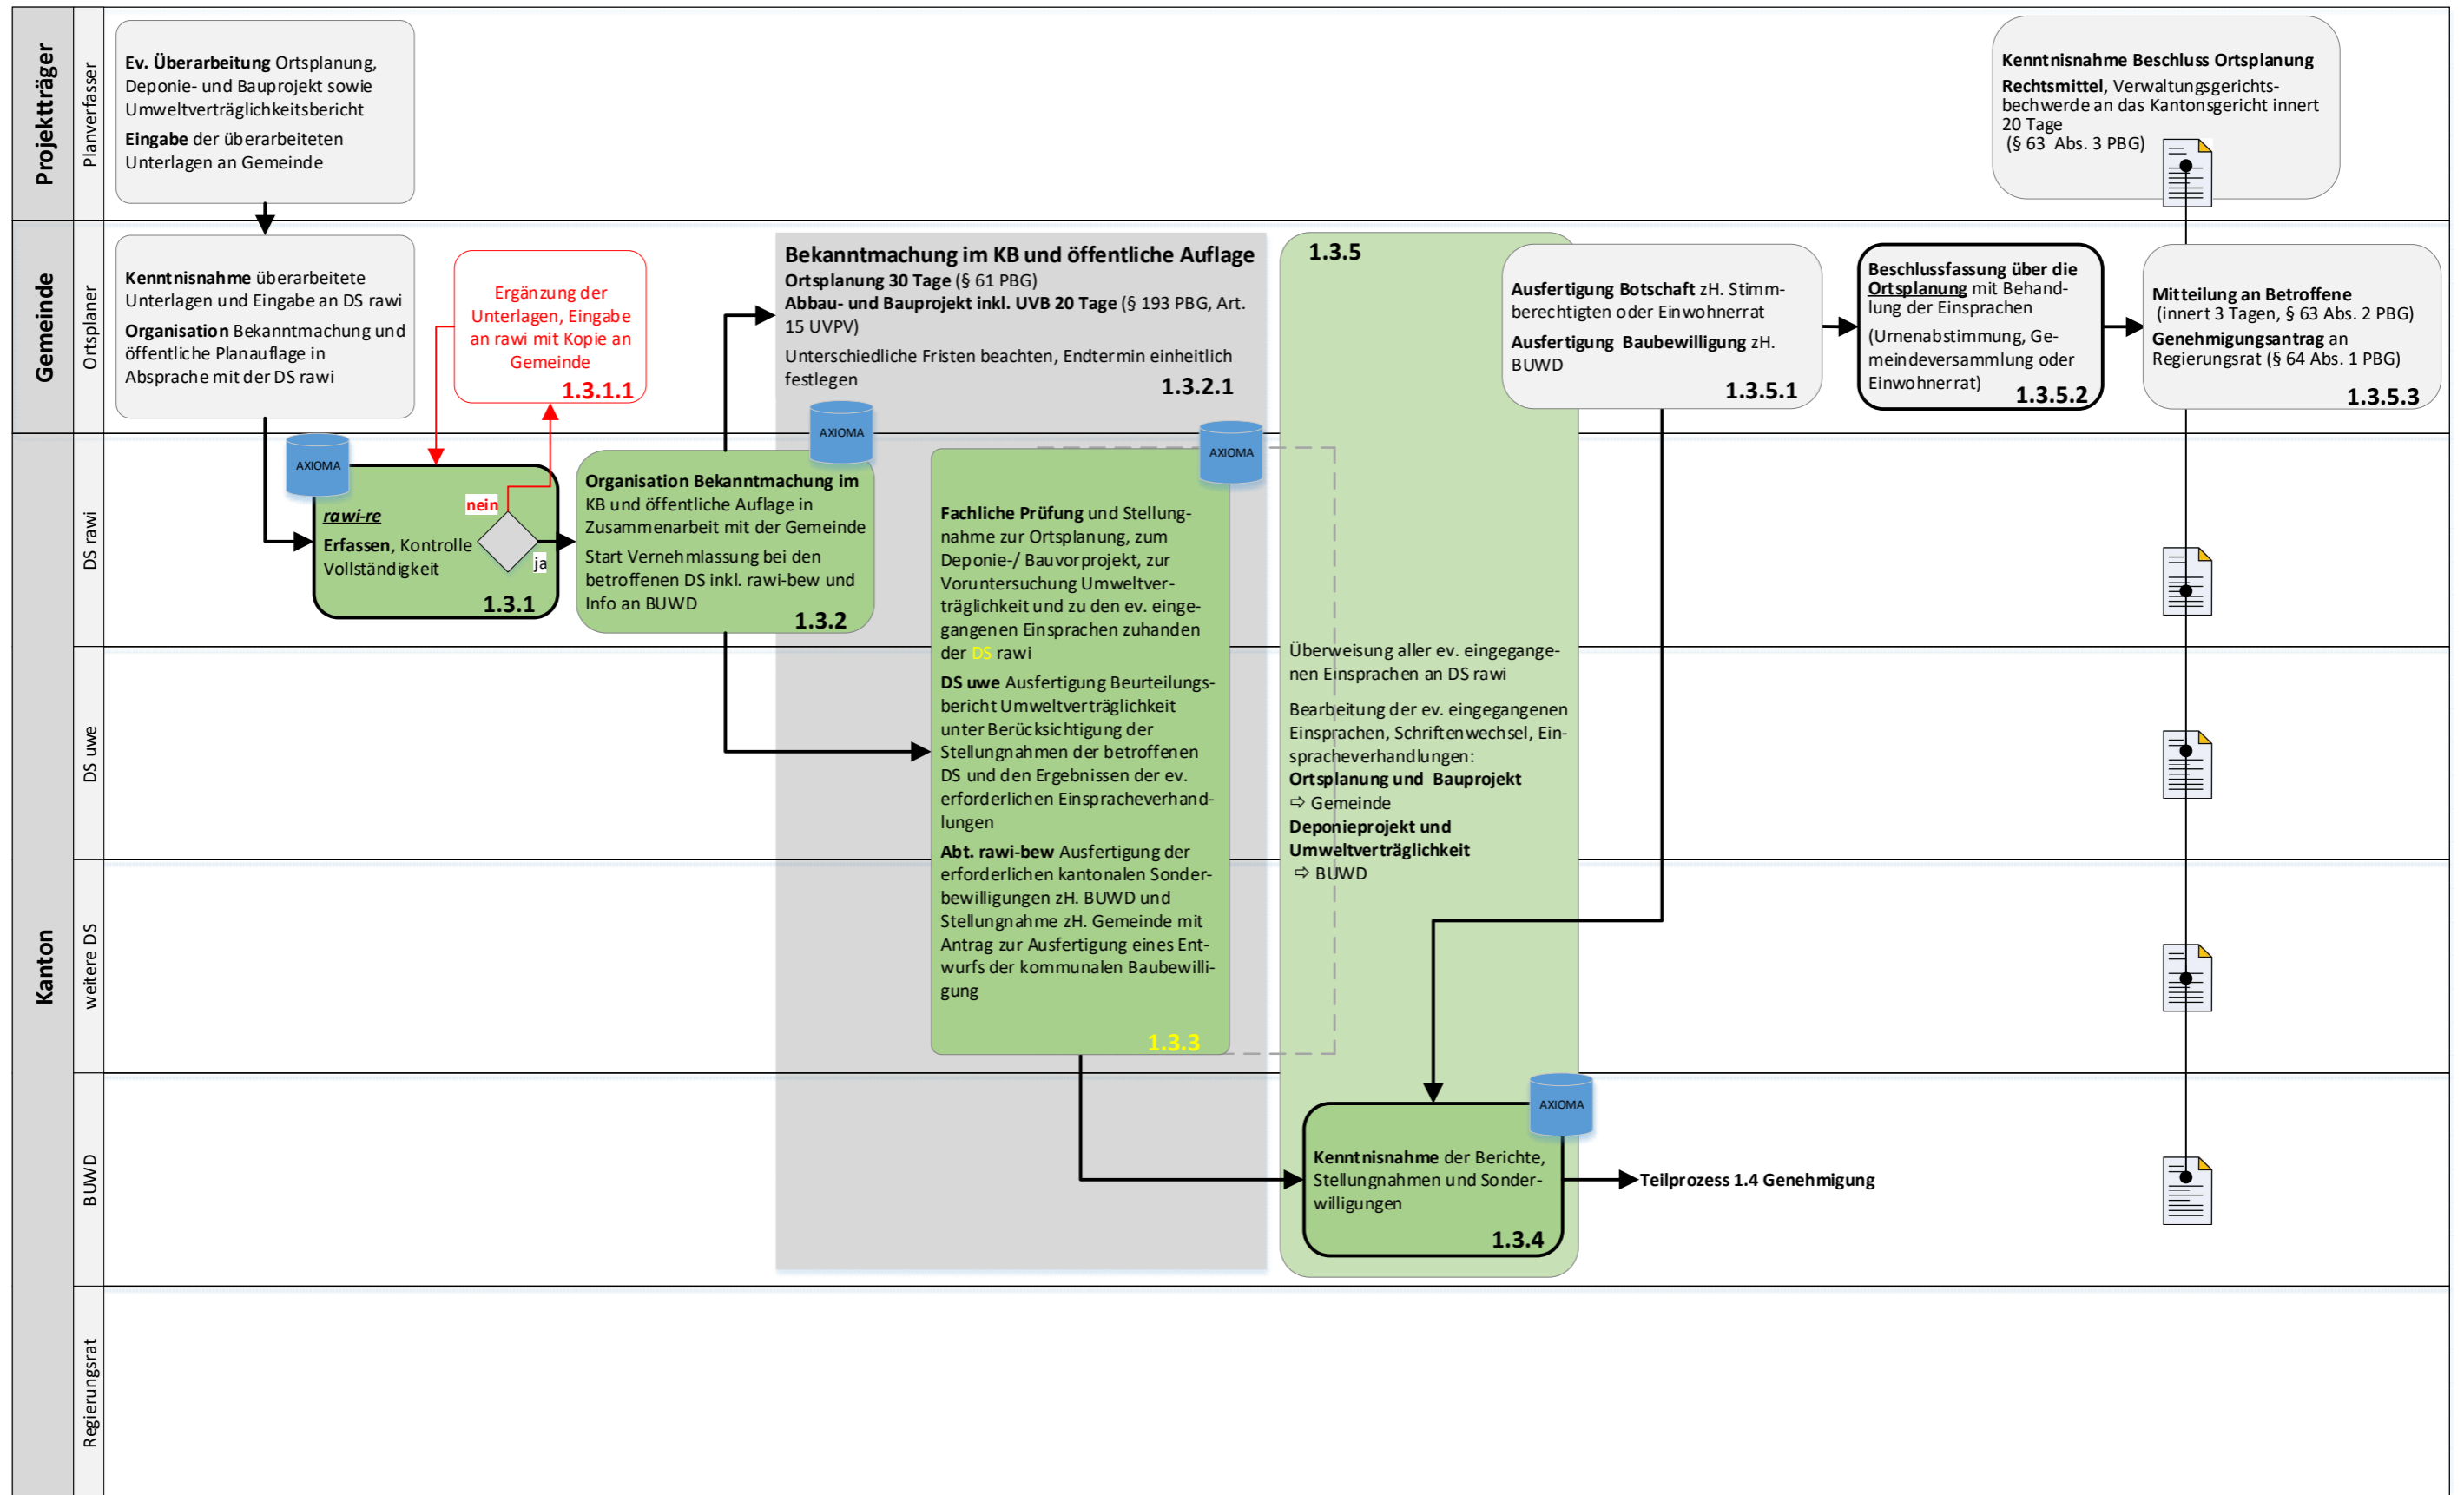 Projektträger
Planverfasser
Ev. Überarbeitung Ortsplanung,
Deponie- und Bauprojekt sowie
Umweltverträglichkeitsbericht
Eingabe der überarbeiteten
Unterlagen an Gemeinde
Kenntnisnahme Beschluss Ortsplanung
Rechtsmittel, Verwaltungsgerichts-
bechwerde an das Kantonsgericht innert
20 Tage
(§ 63 Abs. 3 PBG)
Gemeinde
Ortsplaner
Kenntnisnahme überarbeitete
Unterlagen und Eingabe an DS rawi
Organisation Bekanntmachung und
öffentliche Planauflage in
Absprache mit der DS rawi
Ergänzung der
Unterlagen, Eingabe
an rawi mit Kopie an
Gemeinde
1.3.1.1
Bekanntmachung im KB und öffentliche Auflage
Ortsplanung 30 Tage (§ 61 PBG)
Abbau- und Bauprojekt inkl. UVB 20 Tage (§ 193 PBG, Art.
15 UVPV)
Unterschiedliche Fristen beachten, Endtermin einheitlich
festlegen
1.3.2.1
1.3.5
Ausfertigung Botschaft zH. Stimm-
berechtigten oder Einwohnerrat
Ausfertigung Baubewilligung zH.
BUWD
1.3.5.1
Beschlussfassung über die
Ortsplanung mit Behand-
lung der Einsprachen
(Urnenabstimmung, Ge-
meindeversammlung oder
Einwohnerrat)
1.3.5.2
Mitteilung an Betroffene
(innert 3 Tagen, § 63 Abs. 2 PBG)
Genehmigungsantrag an
Regierungsrat (§ 64 Abs. 1 PBG)
1.3.5.3
Kanton
DS rawi
AXIOMA
rawi-re
Erfassen, Kontrolle
Vollständigkeit
nein
ja
1.3.1
AXIOMA
Organisation Bekanntmachung im
KB und öffentliche Auflage in
Zusammenarbeit mit der Gemeinde
Start Vernehmlassung bei den
betroffenen DS inkl. rawi-bew und
Info an BUWD
1.3.2
AXIOMA
Fachliche Prüfung und Stellung-
nahme zur Ortsplanung, zum
Deponie-/ Bauvorprojekt, zur
Voruntersuchung Umweltver-
träglichkeit und zu den ev. einge-
gangenen Einsprachen zuhanden
der DS rawi
DS uwe Ausfertigung Beurteilungs-
bericht Umweltverträglichkeit
unter Berücksichtigung der
Stellungnahmen der betroffenen
DS und den Ergebnissen der ev.
erforderlichen Einspracheverhand-
lungen
Abt. rawi-bew Ausfertigung der
erforderlichen kantonalen Sonder-
bewilligungen zH. BUWD und
Stellungnahme zH. Gemeinde mit
Antrag zur Ausfertigung eines Ent-
wurfs der kommunalen Baubewilli-
gung
1.3.3
Überweisung aller ev. eingegange-
nen Einsprachen an DS rawi
Bearbeitung der ev. eingegangenen
Einsprachen, Schriftenwechsel, Ein-
spracheverhandlungen:
Ortsplanung und Bauprojekt
⇨ Gemeinde
Deponieprojekt und
Umweltverträglichkeit
⇨ BUWD
DS uwe
weitere DS
BUWD
AXIOMA
Kenntnisnahme der Berichte,
Stellungnahmen und Sonder-
willigungen
1.3.4
Teilprozess 1.4 Genehmigung
Regierungsrat